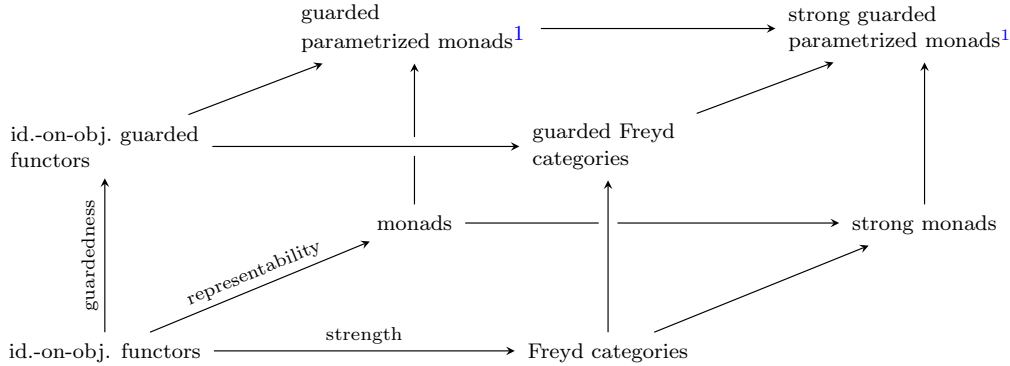 guarded
parametrized monads¹
strong guarded
parametrized monads¹
id.-on-obj. guarded
functors
guarded Freyd
categories
guardedness
monads
strong monads
representability
strength
id.-on-obj. functors
Freyd categories